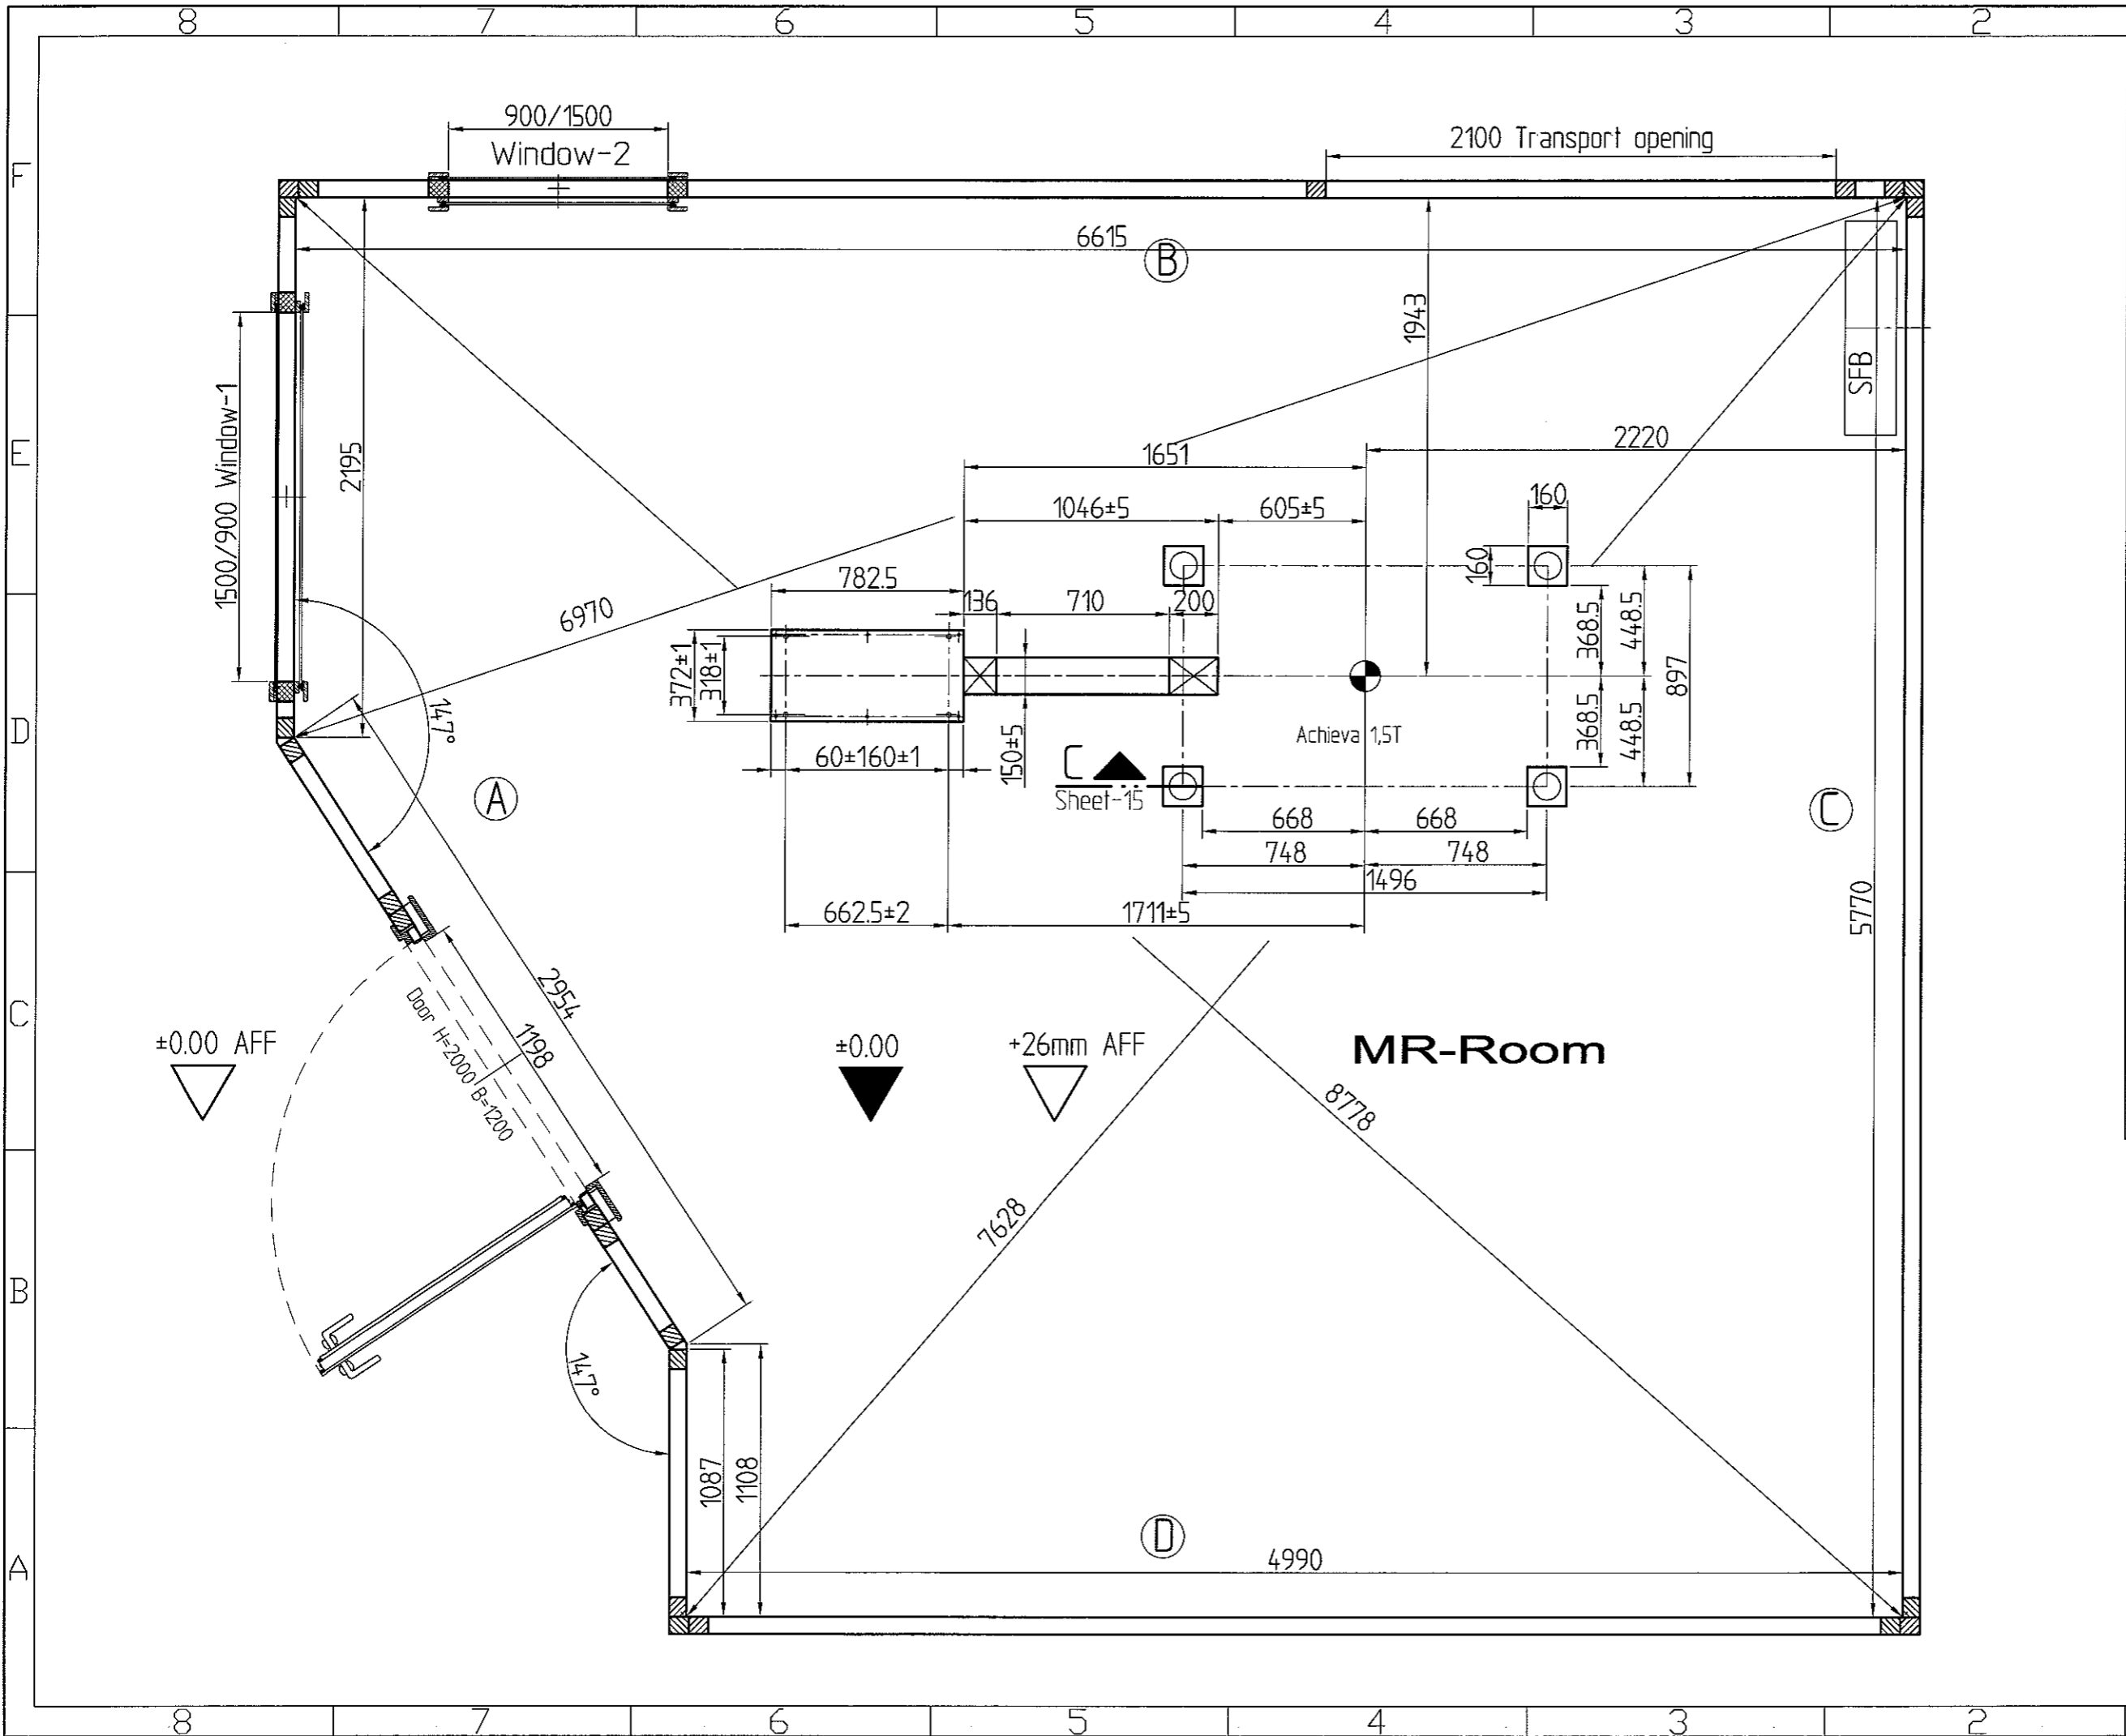 8 7 6 5 4 3 2
900/1500
Window-2
2100 Transport opening
F
6615
B
1943
1500/900 Window-1
2195
SFB
E
1651
2220
1046±5
605±5
160
160
782.5
136
710
200
6970
372±1
318±1
368.5
448.5
897
368.5
448.5
147°
D
Achieva 1,5T
60±1
60±1
150±5
C
Sheet-15
A
C
668
668
748
748
1496
662.5±2
1711±5
5770
2954
1198
Door H=2000 B=1200
C
±0.00 AFF
±0.00
+26mm AFF
MR-Room
8778
7628
B
147°
1087
1108
D
4990
A
8 7 6 5 4 3 2